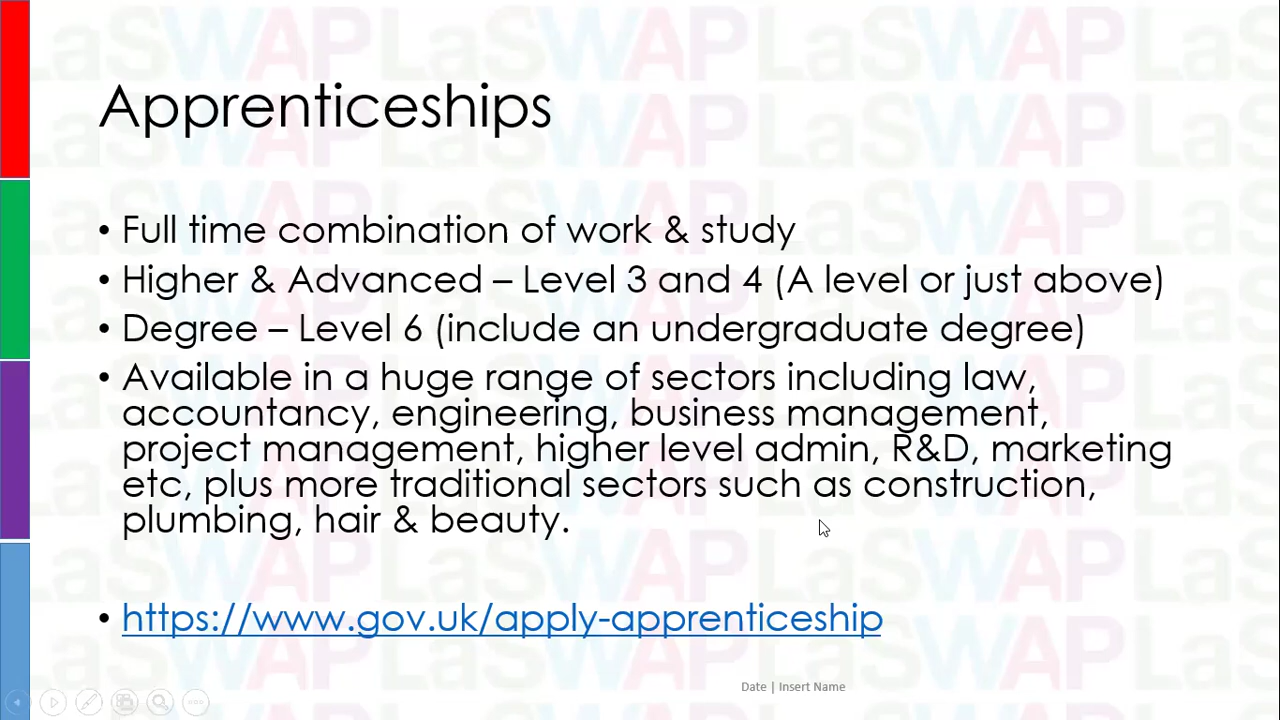 Apprenticeships
• Full time combination of work & study
• Higher & Advanced – Level 3 and 4 (A level or just above)
• Degree – Level 6 (include an undergraduate degree)
• Available in a huge range of sectors including law,
accountancy, engineering, business management,
project management, higher level admin, R&D, marketing
etc, plus more traditional sectors such as construction,
plumbing, hair & beauty.
• https://www.gov.uk/apply-apprenticeship
Date | Insert Name